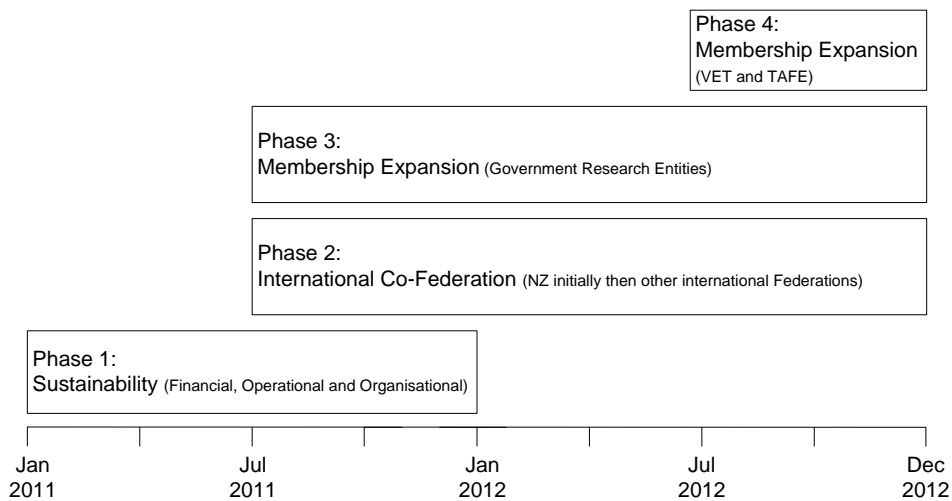 Phase 4:
Membership Expansion
(VET and TAFE)
Phase 3:
Membership Expansion (Government Research Entities)
Phase 2:
International Co-Federation (NZ initially then other international Federations)
Phase 1:
Sustainability (Financial, Operational and Organisational)
Jan
2011
Jul
2011
Jan
2012
Jul
2012
Dec
2012